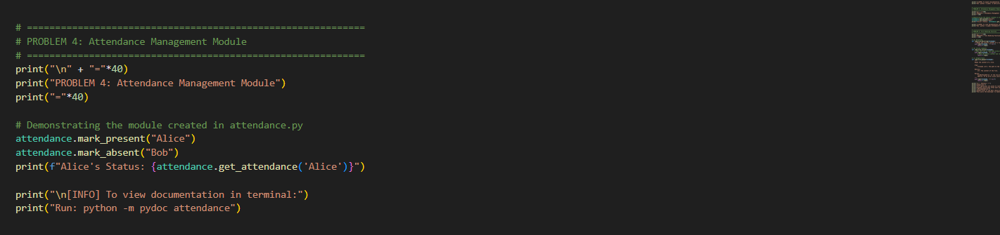 # ============================================================
# PROBLEM 4: Attendance Management Module
# ============================================================
print("\n" + "="*40)
print("PROBLEM 4: Attendance Management Module")
print("="*40)
# Demonstrating the module created in attendance.py
attendance.mark_present("Alice")
attendance.mark_absent("Bob")
print(f"Alice's Status: {attendance.get_attendance('Alice')}")
print("\n[INFO] To view documentation in terminal:")
print("Run: python -m pydoc attendance")